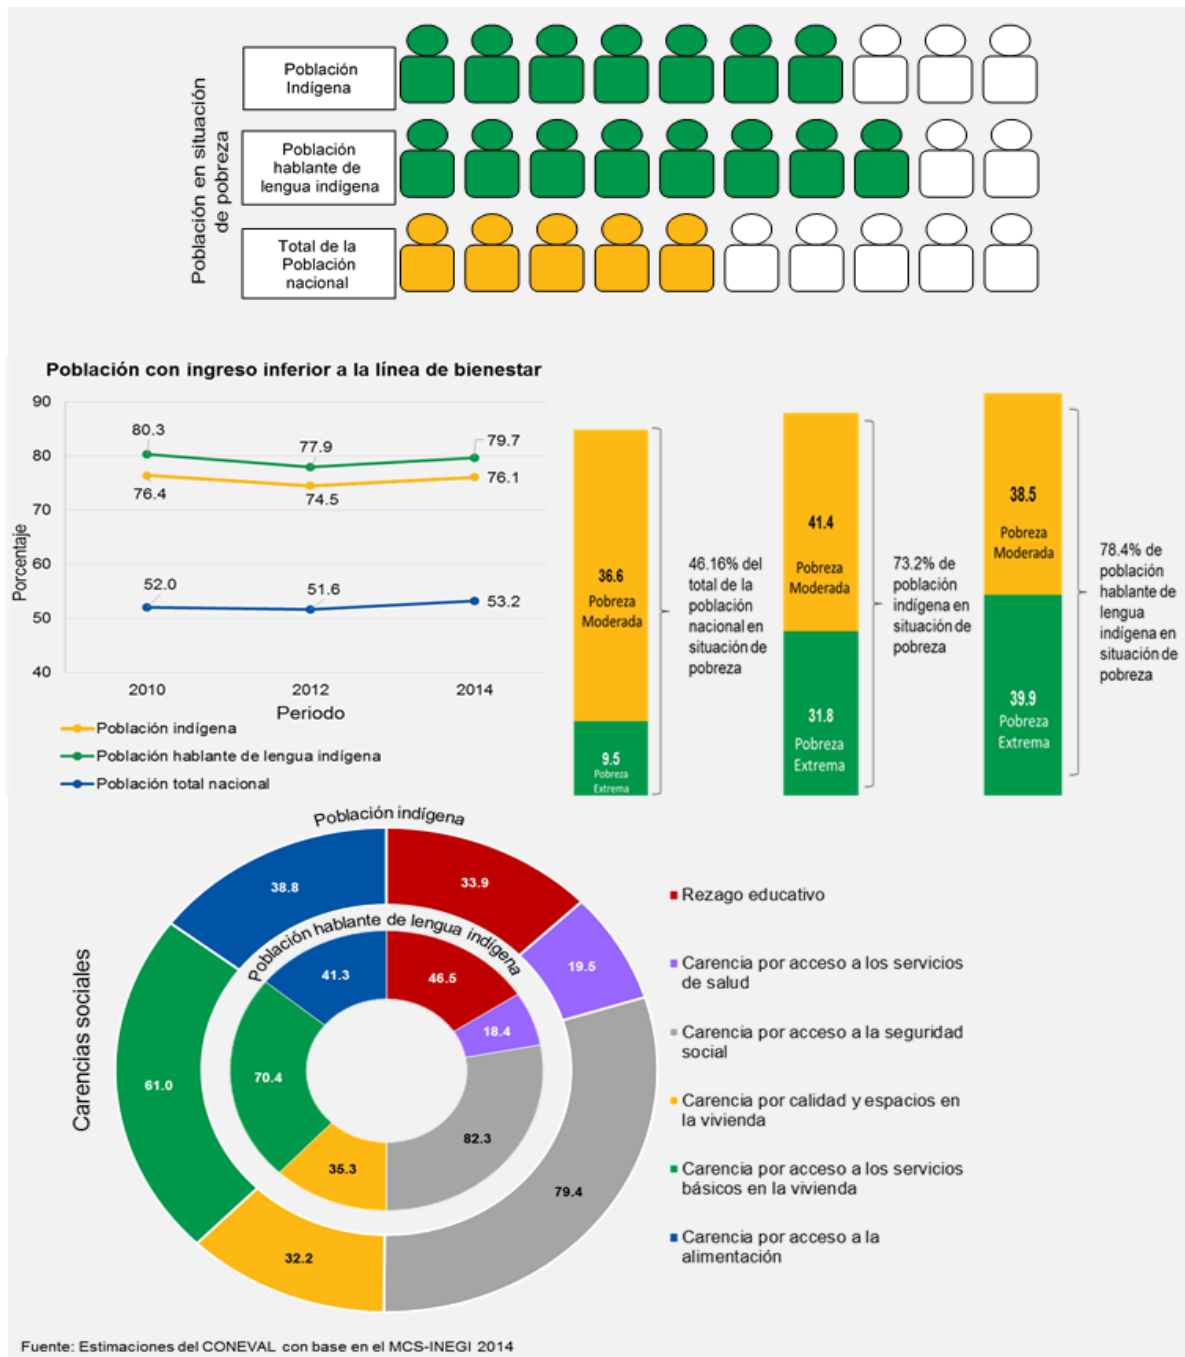 Población en situación
de pobreza
Población
Indígena
Población
hablante de
lengua indígena
Total de la
Población
nacional
Población con ingreso inferior a la línea de bienestar
Porcentaje
90
80
70
60
50
40
80.3
77.9
79.7
76.4
74.5
76.1
52.0
51.6
53.2
2010
2012
2014
Periodo
Población indígena
Población hablante de lengua indígena
Población total nacional
36.6
Pobreza
Moderada
9.5
Pobreza
Extrema
46.16% del
total de la
población
nacional en
situación de
pobreza
41.4
Pobreza
Moderada
31.8
Pobreza
Extrema
73.2% de
población
indígena en
situación de
pobreza
38.5
Pobreza
Moderada
39.9
Pobreza
Extrema
78.4% de
población
hablante de
lengua
indígena en
situación de
pobreza
Carencias sociales
Población indígena
38.8
33.9
19.5
79.4
32.2
61.0
Población hablante de lengua indígena
41.3
46.5
18.4
82.3
35.3
70.4
Rezago educativo
Carencia por acceso a los servicios
de salud
Carencia por acceso a la seguridad
social
Carencia por calidad y espacios en
la vivienda
Carencia por acceso a los servicios
básicos en la vivienda
Carencia por acceso a la
alimentación
Fuente: Estimaciones del CONEVAL con base en el MCS-INEGI 2014